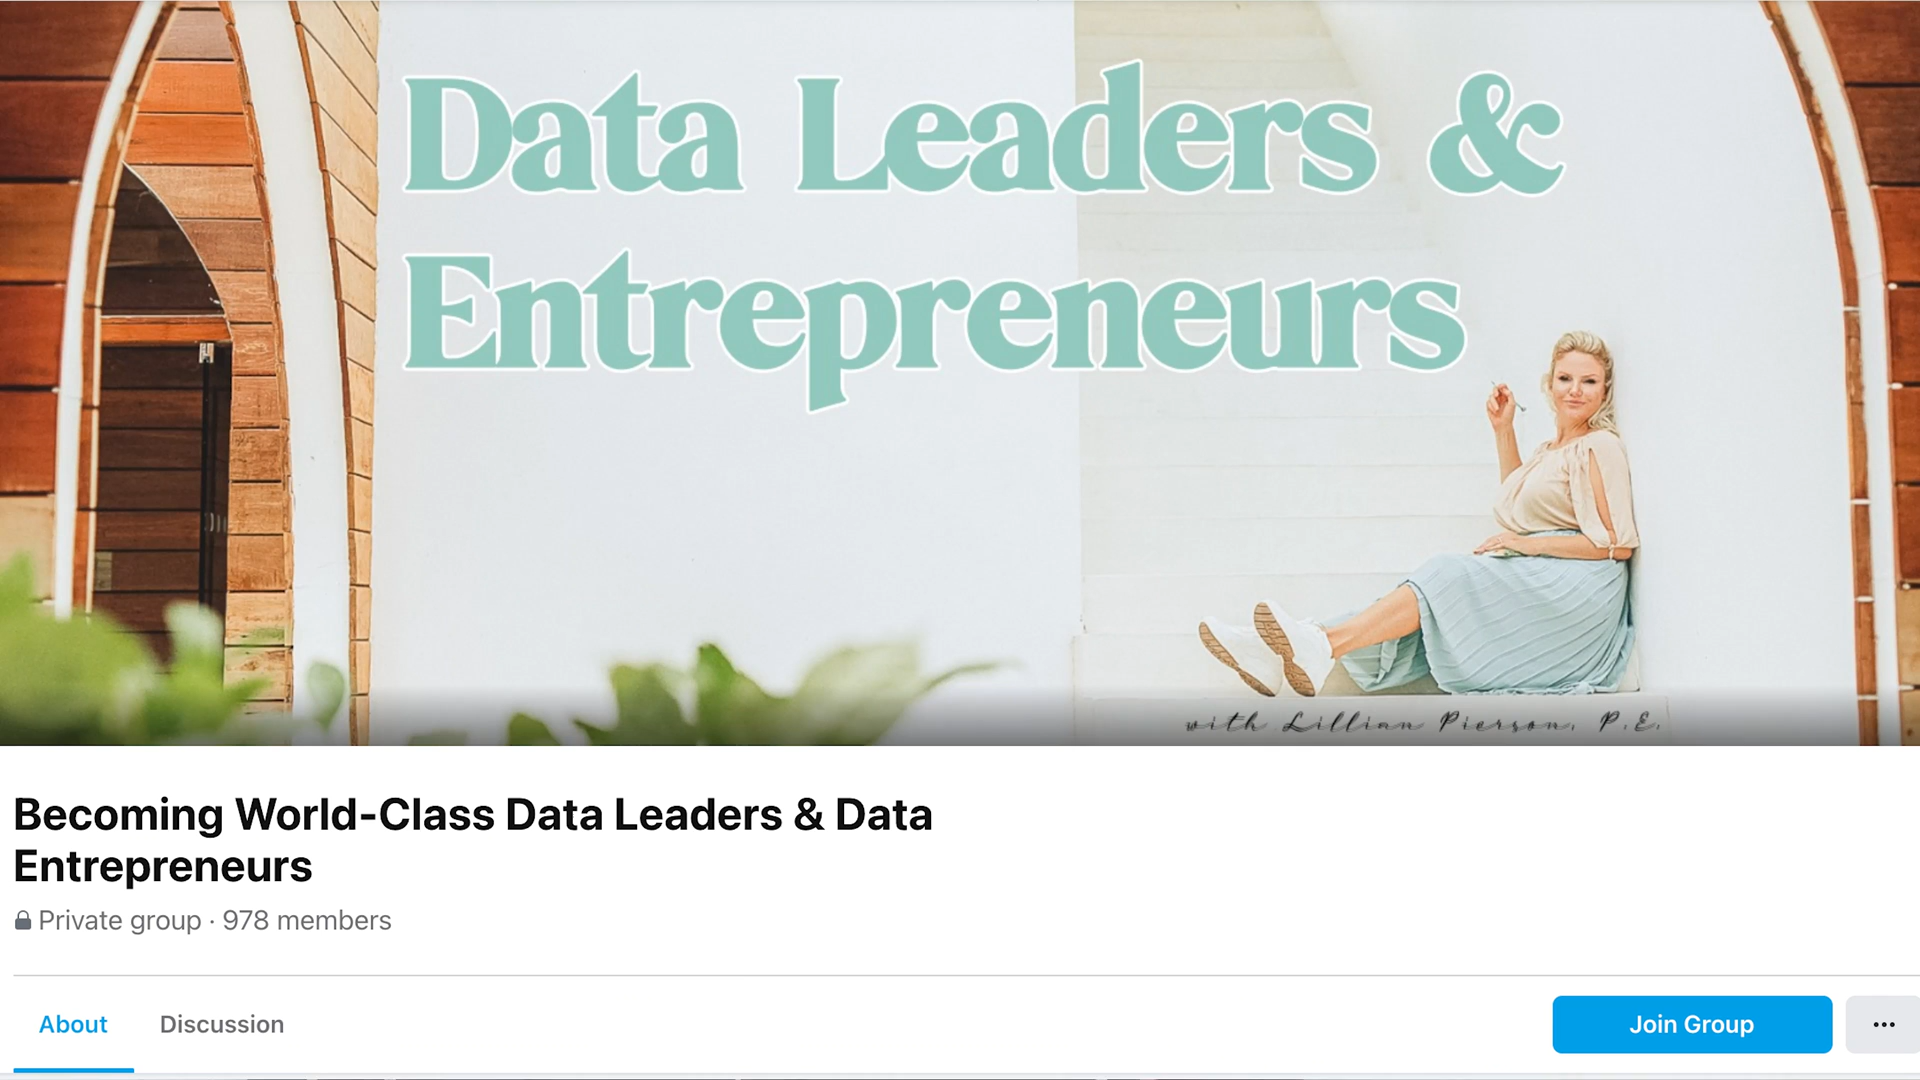 Data Leaders &
Entrepreneurs
with Lillian Pierson, P.E.
Becoming World-Class Data Leaders & Data
Entrepreneurs
Private group · 978 members
About
Discussion
Join Group